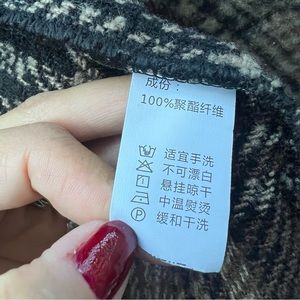 成份：
100%聚酯纤维
适宜手洗
不可漂白
悬挂晾干
中温熨烫
P 缓和干洗